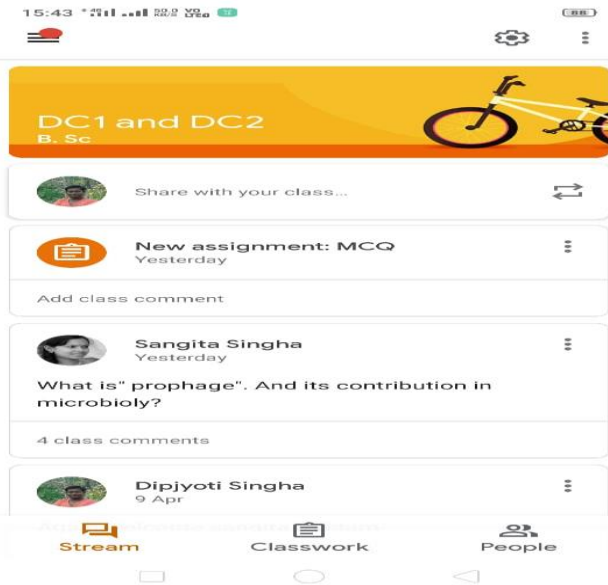 15:43
DC1 and DC2
B. Sc
Share with your class...
New assignment: MCQ
Yesterday
Add class comment
Sangita Singha
Yesterday
What is" prophage". And its contribution in
microbioly?
4 class comments
Dipjyoti Singha
9 Apr
Stream
Classwork
People